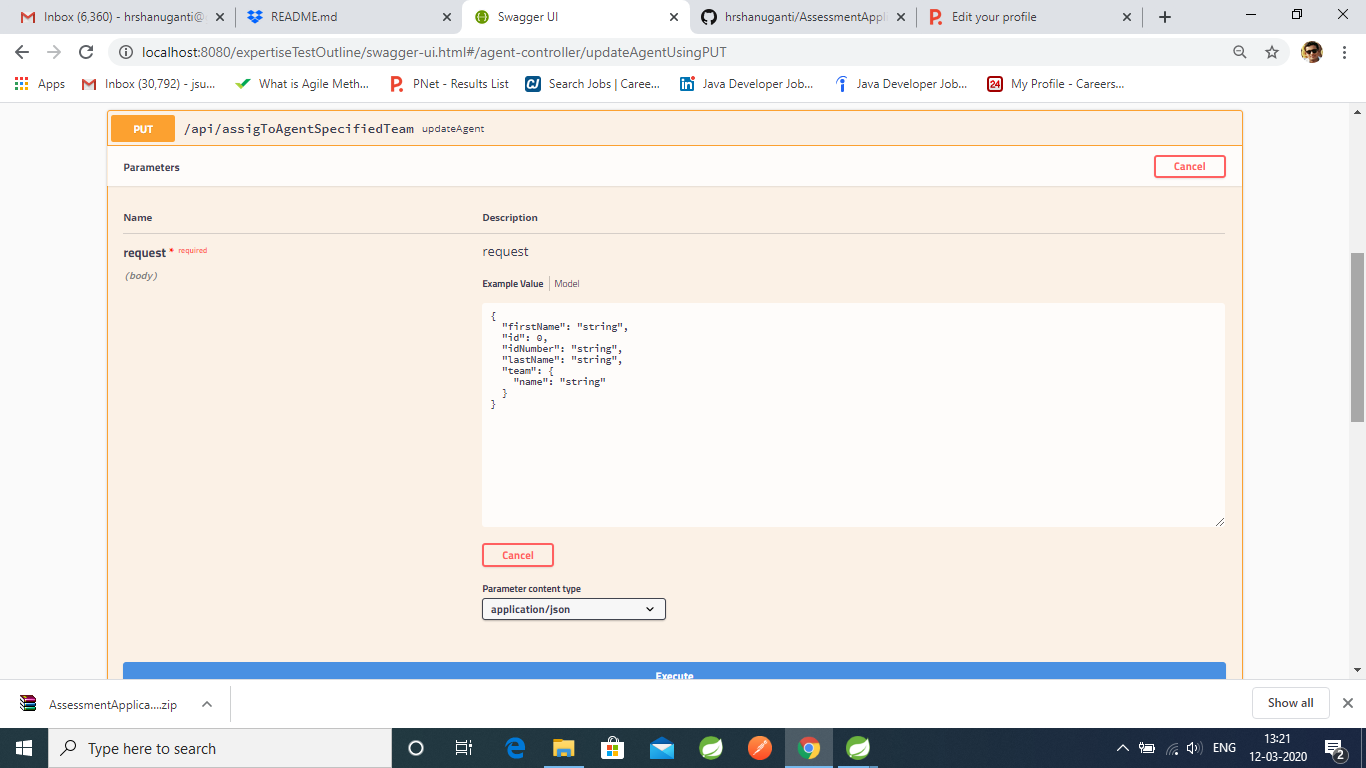 Inbox (6,360) - hrshanuganti@
README.md
Swagger UI
hrshanuganti/AssessmentAppli
Edit your profile
localhost:8080/expertiseTestOutline/swagger-ui.html#/agent-controller/updateAgentUsingPUT
Apps
Inbox (30,792) - jsu...
What is Agile Meth...
PNet - Results List
Search Jobs | Caree...
Java Developer Job...
Java Developer Job...
24
My Profile - Careers...
PUT
/api/assigToAgentSpecifiedTeam updateAgent
Parameters
Cancel
Name
Description
request * required
(body)
request
Example Value
Model
{
"firstName": "string",
"id": 0,
"idNumber": "string",
"lastName": "string",
"team": {
"name": "string"
}
}
Cancel
Parameter content type
application/json
Execute
AssessmentApplica....zip
Show all
Type here to search
ENG
13:21
12-03-2020
2